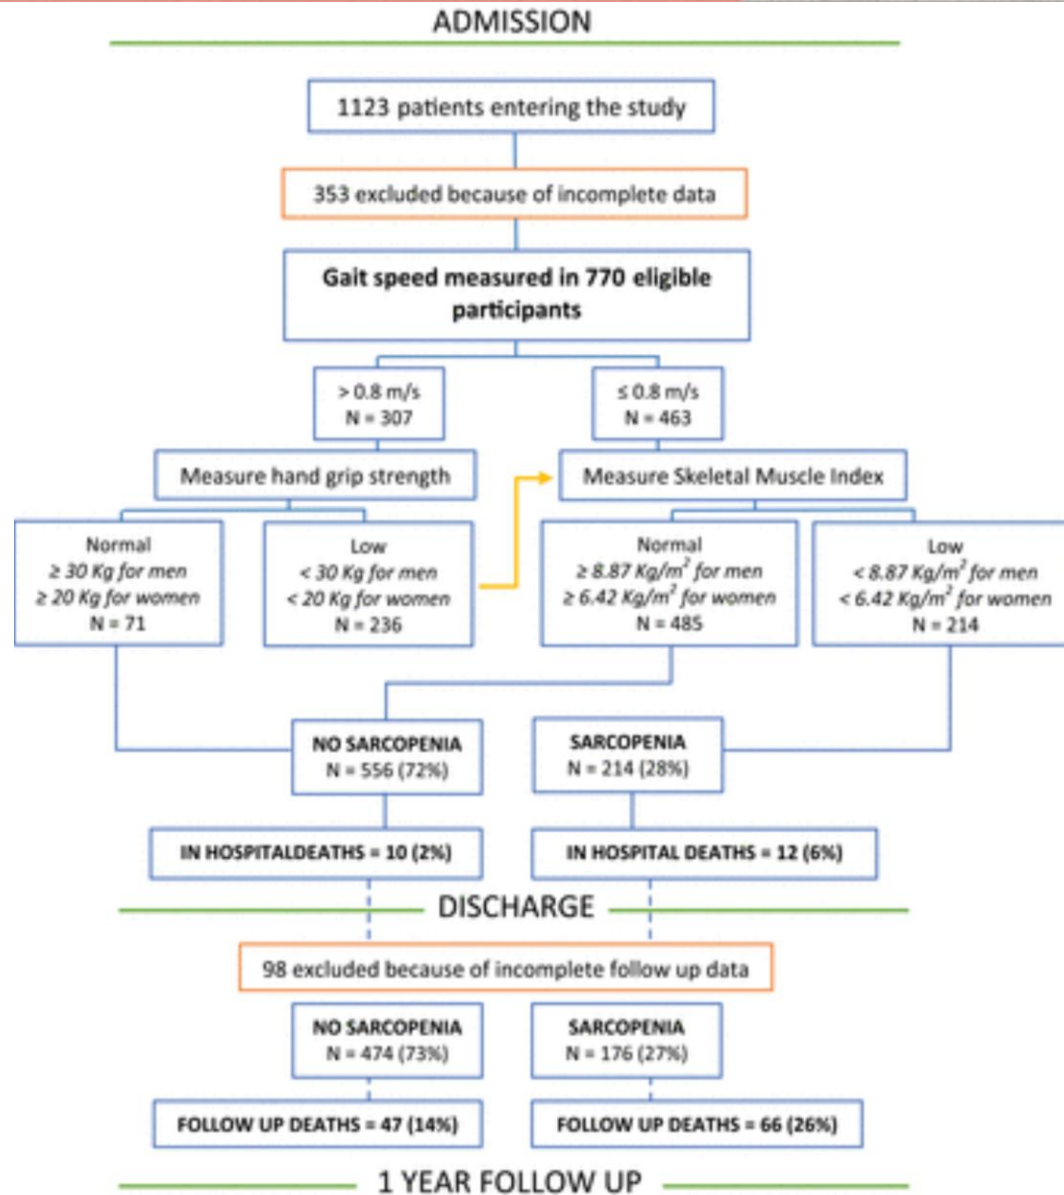 ADMISSION
1123 patients entering the study
353 excluded because of incomplete data
Gait speed measured in 770 eligible
participants
> 0.8 m/s
N = 307
≤ 0.8 m/s
N = 463
Measure hand grip strength
Measure Skeletal Muscle Index
Normal
≥ 30 Kg for men
≥ 20 Kg for women
N = 71
Low
< 30 Kg for men
< 20 Kg for women
N = 236
Normal
≥ 8.87 Kg/m² for men
≥ 6.42 Kg/m² for women
N = 485
Low
< 8.87 Kg/m² for men
< 6.42 Kg/m² for women
N = 214
NO SARCOPENIA
N = 556 (72%)
SARCOPENIA
N = 214 (28%)
IN HOSPITALDEATHS = 10 (2%)
IN HOSPITAL DEATHS = 12 (6%)
DISCHARGE
98 excluded because of incomplete follow up data
NO SARCOPENIA
N = 474 (73%)
SARCOPENIA
N = 176 (27%)
FOLLOW UP DEATHS = 47 (14%)
FOLLOW UP DEATHS = 66 (26%)
1 YEAR FOLLOW UP